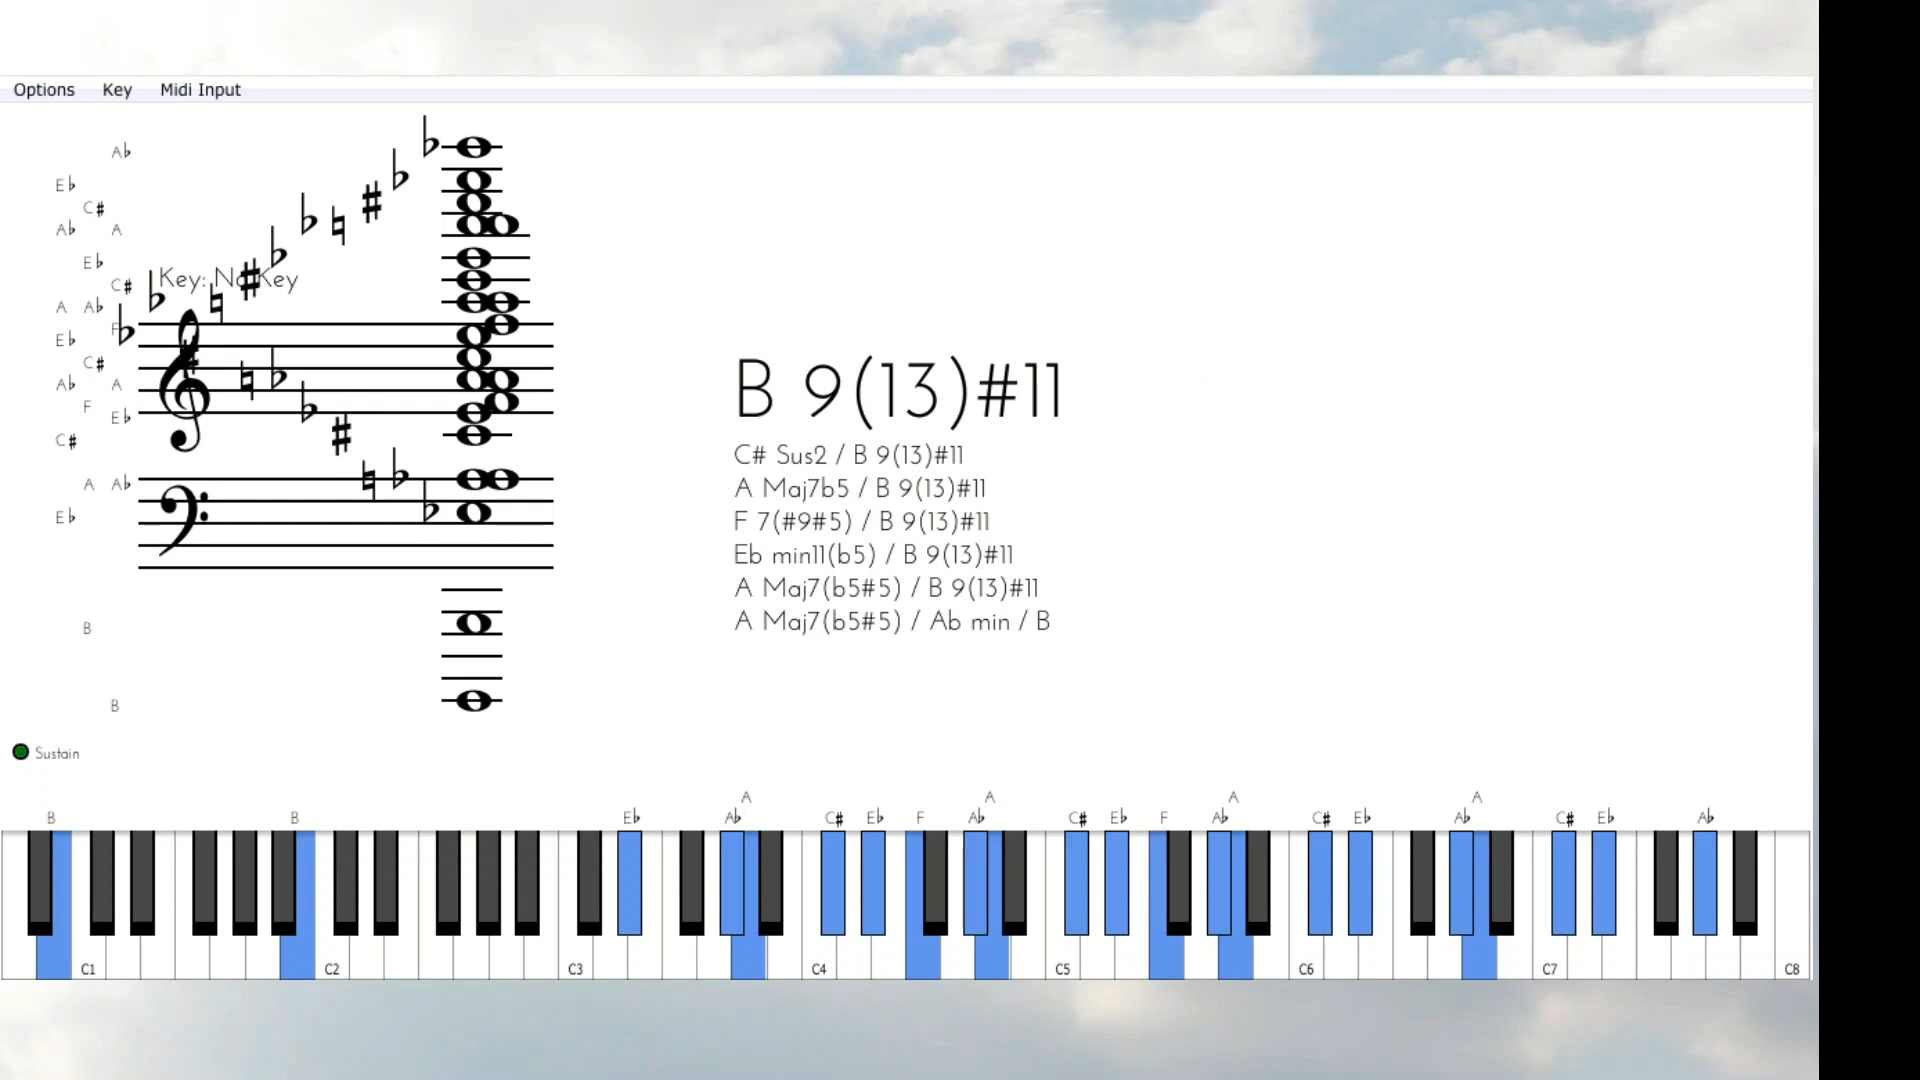 Options Key Midi Input
A♭
E♭
C#
A♭ A
E♭
Key: No Key
C#
A A♭
F
E♭
C#
A♭ A
F
E♭
C#
A A♭
E♭
B
B
B 9(13)#11
C# Sus2 / B 9(13)#11
A Maj7b5 / B 9(13)#11
F 7(#9#5) / B 9(13)#11
Eb min11(b5) / B 9(13)#11
A Maj7(b5#5) / B 9(13)#11
A Maj7(b5#5) / Ab min / B
Sustain
A A A A
B B E♭ A♭ C# E♭ F A♭ C# E♭ F A♭ C# E♭ A♭ C# E♭ A♭
C1 C2 C3 C4 C5 C6 C7 C8